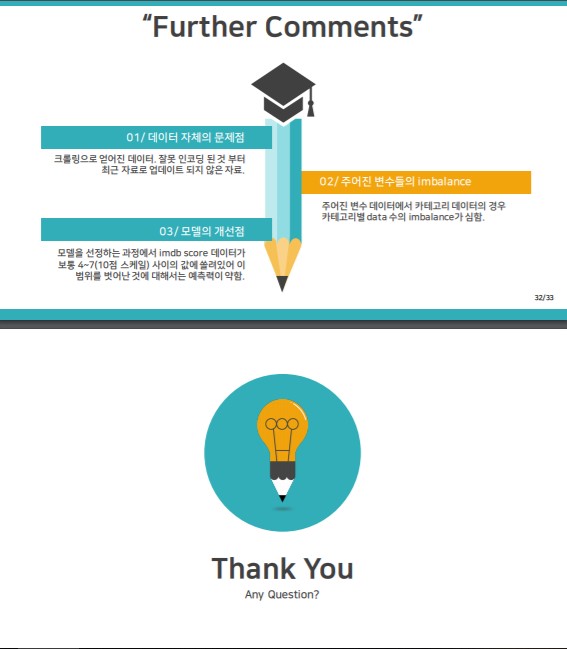 “Further Comments”
01/ 데이터 자체의 문제점
크롤링으로 얻어진 데이터. 잘못 인코딩 된 것 부터
최근 자료로 업데이트 되지 않은 자료.
02/ 주어진 변수들의 imbalance
주어진 변수 데이터에서 카테고리 데이터의 경우
카테고리별 data 수의 imbalance가 심함.
03/ 모델의 개선점
모델을 선정하는 과정에서 imdb score 데이터가
보통 4~7(10점 스케일) 사이의 값에 쏠려있어 이
범위를 벗어난 것에 대해서는 예측력이 약함.
32/33
Thank You
Any Question?